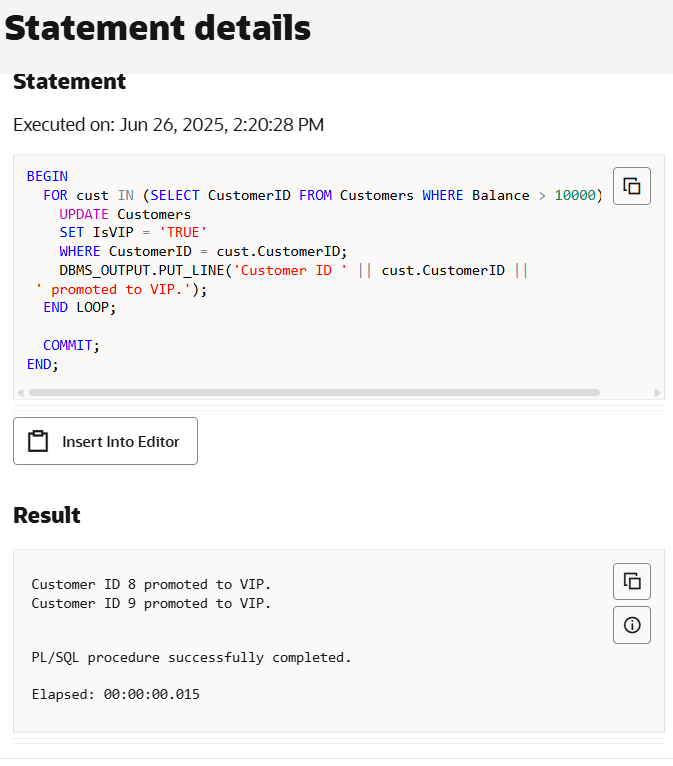 Statement details
Statement
Executed on: Jun 26, 2025, 2:20:28 PM
BEGIN
  FOR cust IN (SELECT CustomerID FROM Customers WHERE Balance > 10000)
    UPDATE Customers
    SET IsVIP = 'TRUE'
    WHERE CustomerID = cust.CustomerID;
    DBMS_OUTPUT.PUT_LINE('Customer ID ' || cust.CustomerID ||
 ' promoted to VIP.');
  END LOOP;
  COMMIT;
END;
Insert Into Editor
Result
Customer ID 8 promoted to VIP.
Customer ID 9 promoted to VIP.
PL/SQL procedure successfully completed.
Elapsed: 00:00:00.015